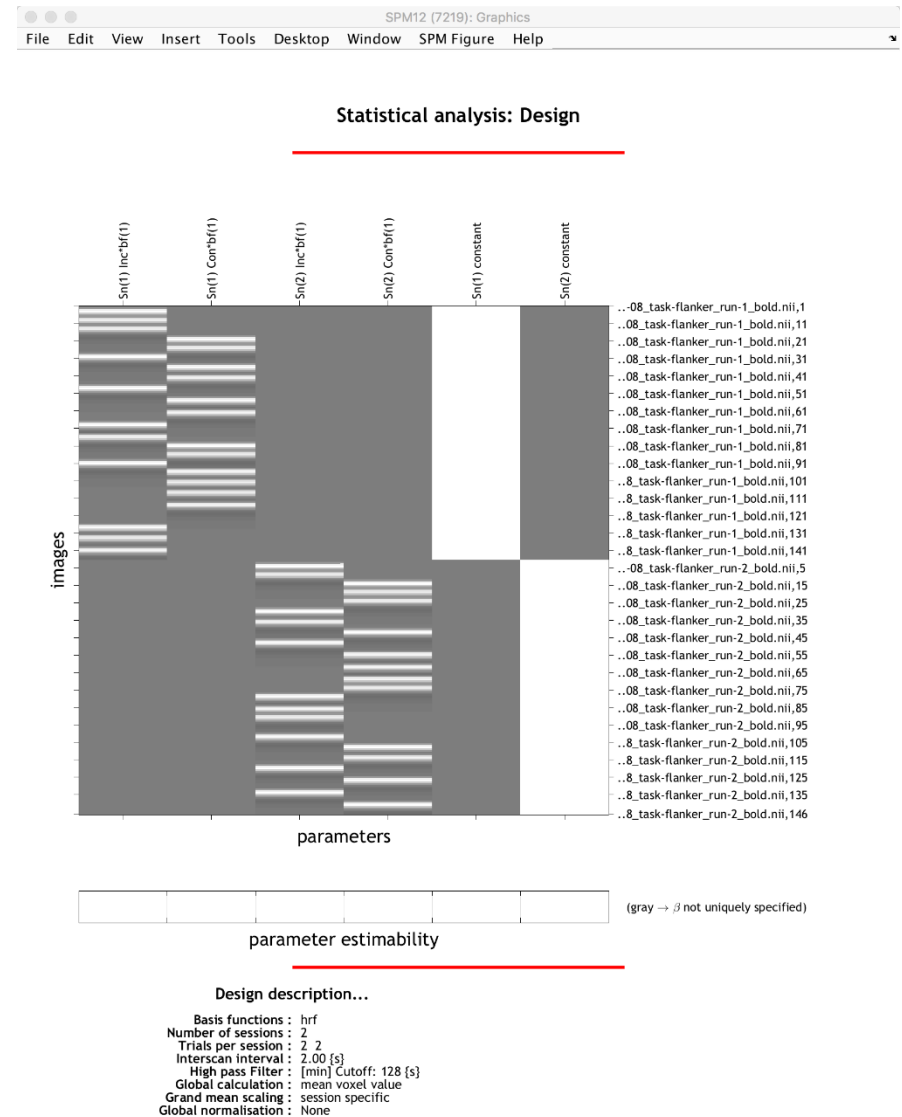 SPM12 (7219): Graphics
File Edit View Insert Tools Desktop Window SPM Figure Help
Statistical analysis: Design
Sn(1) Inc*bf(1)
Sn(1) Con*bf(1)
Sn(2) Inc*bf(1)
Sn(2) Con*bf(1)
Sn(1) constant
Sn(2) constant
images
..-08_task-flanker_run-1_bold.nii,1
..08_task-flanker_run-1_bold.nii,11
..08_task-flanker_run-1_bold.nii,21
..08_task-flanker_run-1_bold.nii,31
..08_task-flanker_run-1_bold.nii,41
..08_task-flanker_run-1_bold.nii,51
..08_task-flanker_run-1_bold.nii,61
..08_task-flanker_run-1_bold.nii,71
..08_task-flanker_run-1_bold.nii,81
..08_task-flanker_run-1_bold.nii,91
..8_task-flanker_run-1_bold.nii,101
..8_task-flanker_run-1_bold.nii,111
..8_task-flanker_run-1_bold.nii,121
..8_task-flanker_run-1_bold.nii,131
..8_task-flanker_run-1_bold.nii,141
..-08_task-flanker_run-2_bold.nii,5
..08_task-flanker_run-2_bold.nii,15
..08_task-flanker_run-2_bold.nii,25
..08_task-flanker_run-2_bold.nii,35
..08_task-flanker_run-2_bold.nii,45
..08_task-flanker_run-2_bold.nii,55
..08_task-flanker_run-2_bold.nii,65
..08_task-flanker_run-2_bold.nii,75
..08_task-flanker_run-2_bold.nii,85
..08_task-flanker_run-2_bold.nii,95
..8_task-flanker_run-2_bold.nii,105
..8_task-flanker_run-2_bold.nii,115
..8_task-flanker_run-2_bold.nii,125
..8_task-flanker_run-2_bold.nii,135
..8_task-flanker_run-2_bold.nii,146
parameters
(gray → β not uniquely specified)
parameter estimability
Design description...
Basis functions : hrf
Number of sessions : 2
Trials per session : 2 2
Interscan interval : 2.00 {s}
High pass Filter : [min] Cutoff: 128 {s}
Global calculation : mean voxel value
Grand mean scaling : session specific
Global normalisation : None